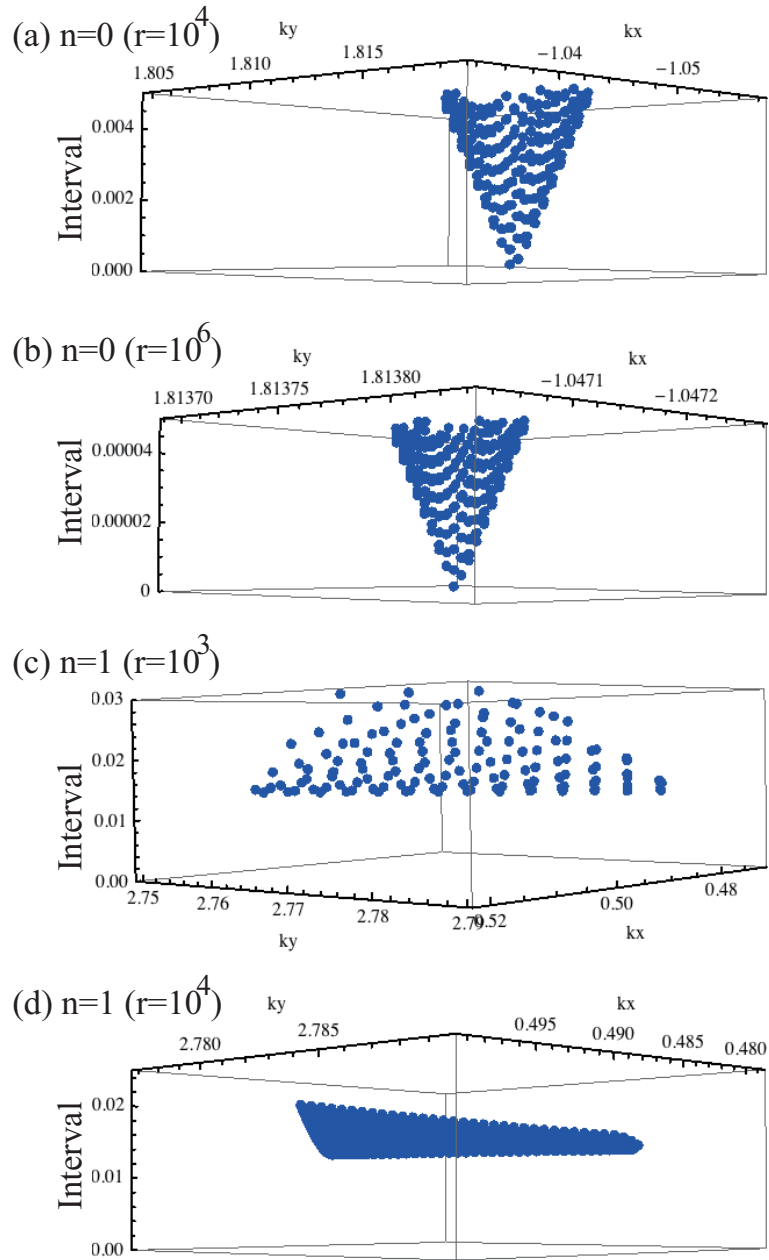 (a) n=0 (r=10^4)
ky
kx
1.805
1.810
1.815
−1.04
−1.05
Interval
0.004
0.002
0.000
(b) n=0 (r=10^6)
ky
kx
1.81370
1.81375
1.81380
−1.0471
−1.0472
Interval
0.00004
0.00002
0
(c) n=1 (r=10^3)
Interval
0.03
0.02
0.01
0.00
2.75
2.76
2.77
2.78
2.79
0.52
0.50
0.48
ky
kx
(d) n=1 (r=10^4)
ky
kx
2.780
2.785
0.495
0.490
0.485
0.480
Interval
0.02
0.01
0.00